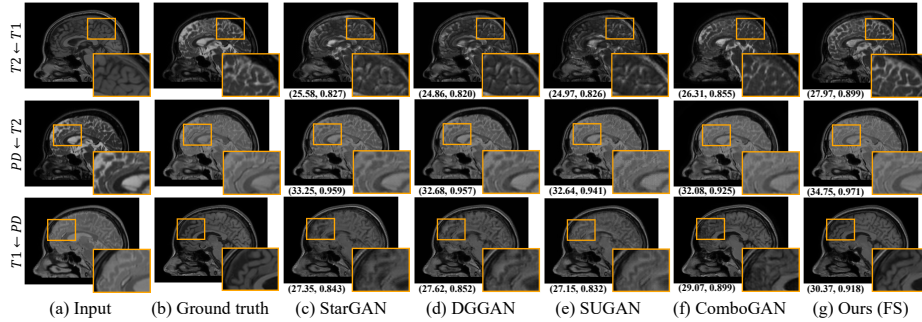 T2 ← T1
(25.58, 0.827) (24.86, 0.820) (24.97, 0.826) (26.31, 0.855) (27.97, 0.899)
PD ← T2
(33.25, 0.959) (32.68, 0.957) (32.64, 0.941) (32.08, 0.925) (34.75, 0.971)
T1 ← PD
(27.35, 0.843) (27.62, 0.852) (27.15, 0.832) (29.07, 0.899) (30.37, 0.918)
(a) Input (b) Ground truth (c) StarGAN (d) DGGAN (e) SUGAN (f) ComboGAN (g) Ours (FS)